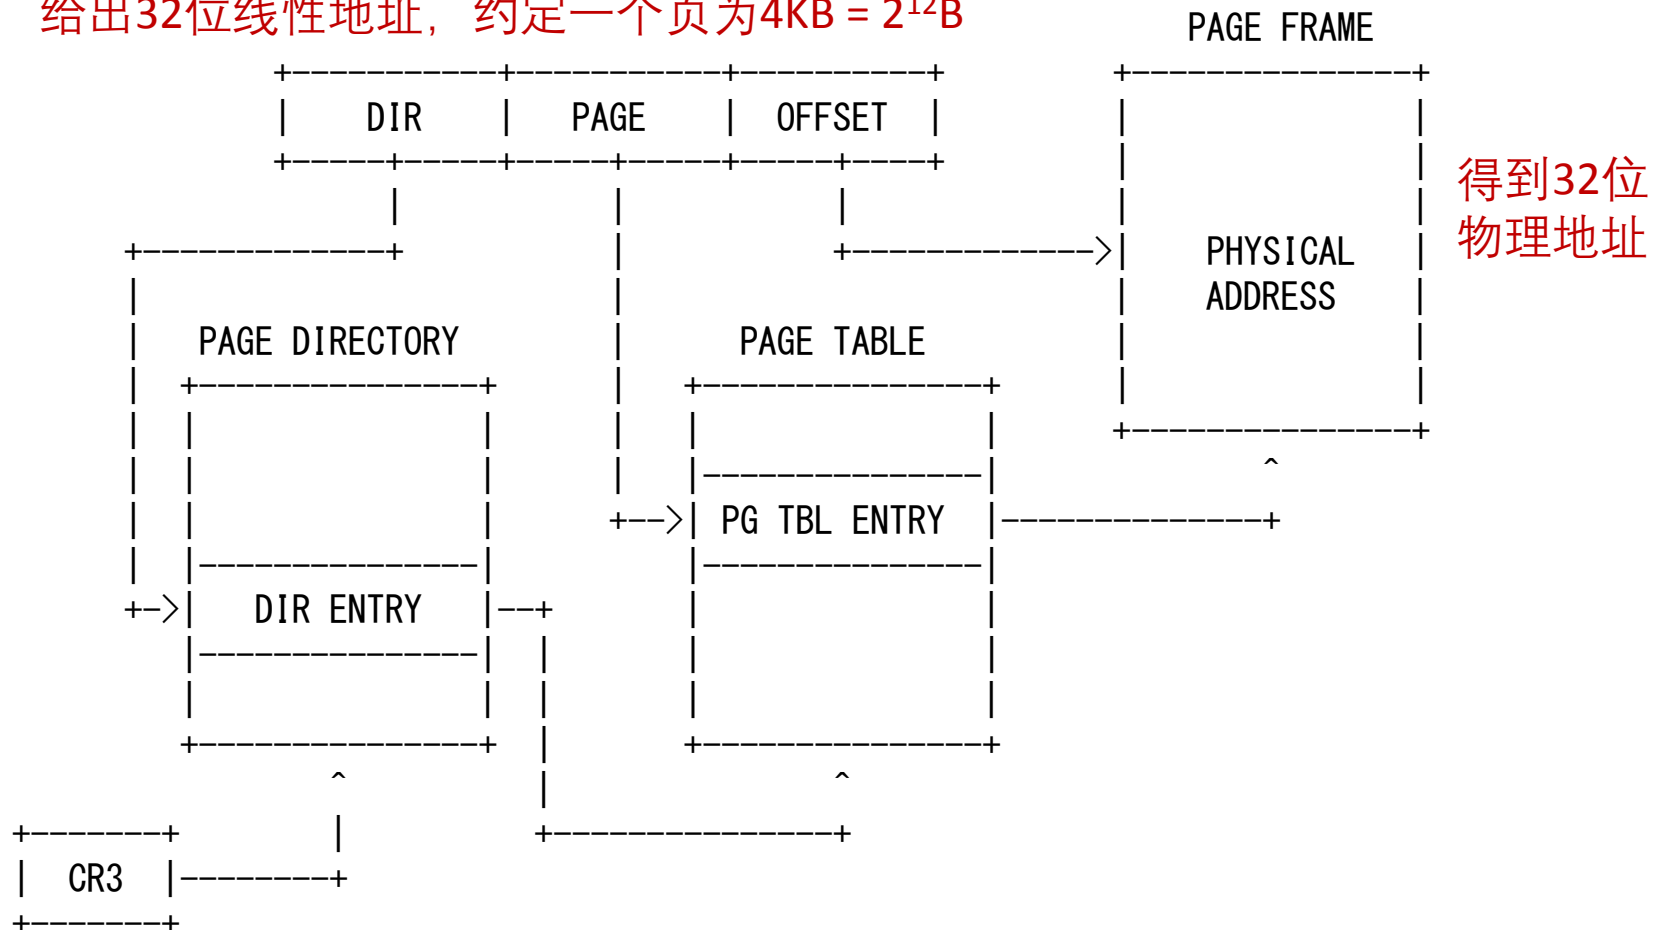 给出32位线性地址，约定一个页为4KB = 2¹²B
PAGE FRAME
DIR PAGE OFFSET
得到32位
物理地址
PHYSICAL
ADDRESS
PAGE DIRECTORY PAGE TABLE
PG TBL ENTRY
DIR ENTRY
CR3